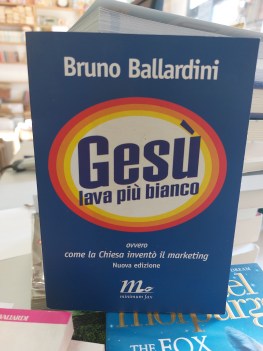 Bruno Ballardini
Gesù
lava più bianco
ovvero
come la Chiesa inventò il marketing
Nuova edizione
minimum fax
THE FOX